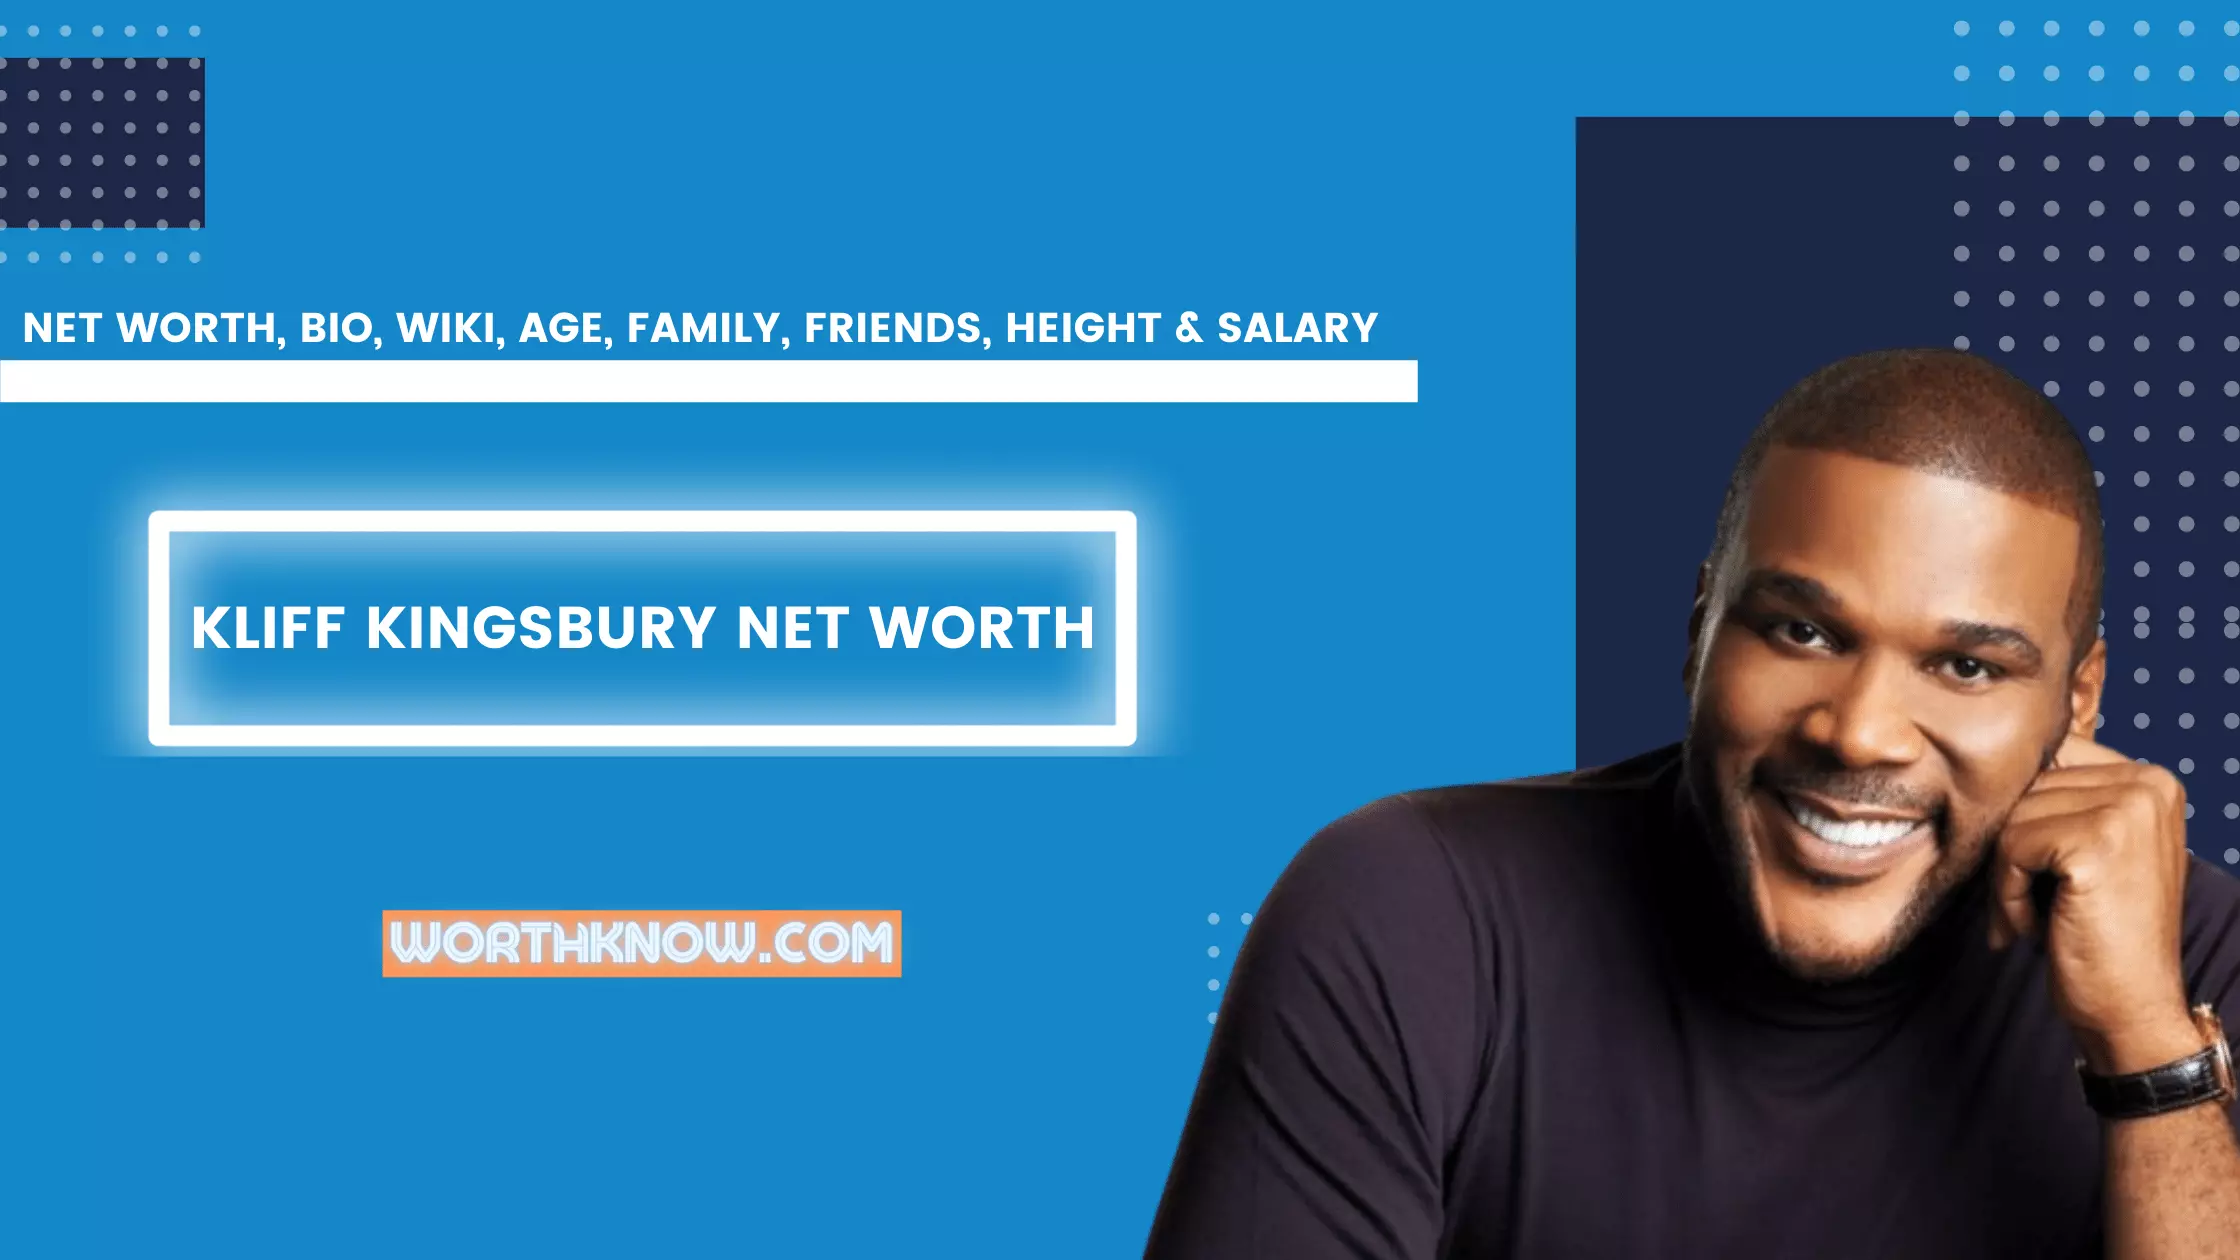 NET WORTH, BIO, WIKI, AGE, FAMILY, FRIENDS, HEIGHT & SALARY
KLIFF KINGSBURY NET WORTH
WORTHKNOW.COM